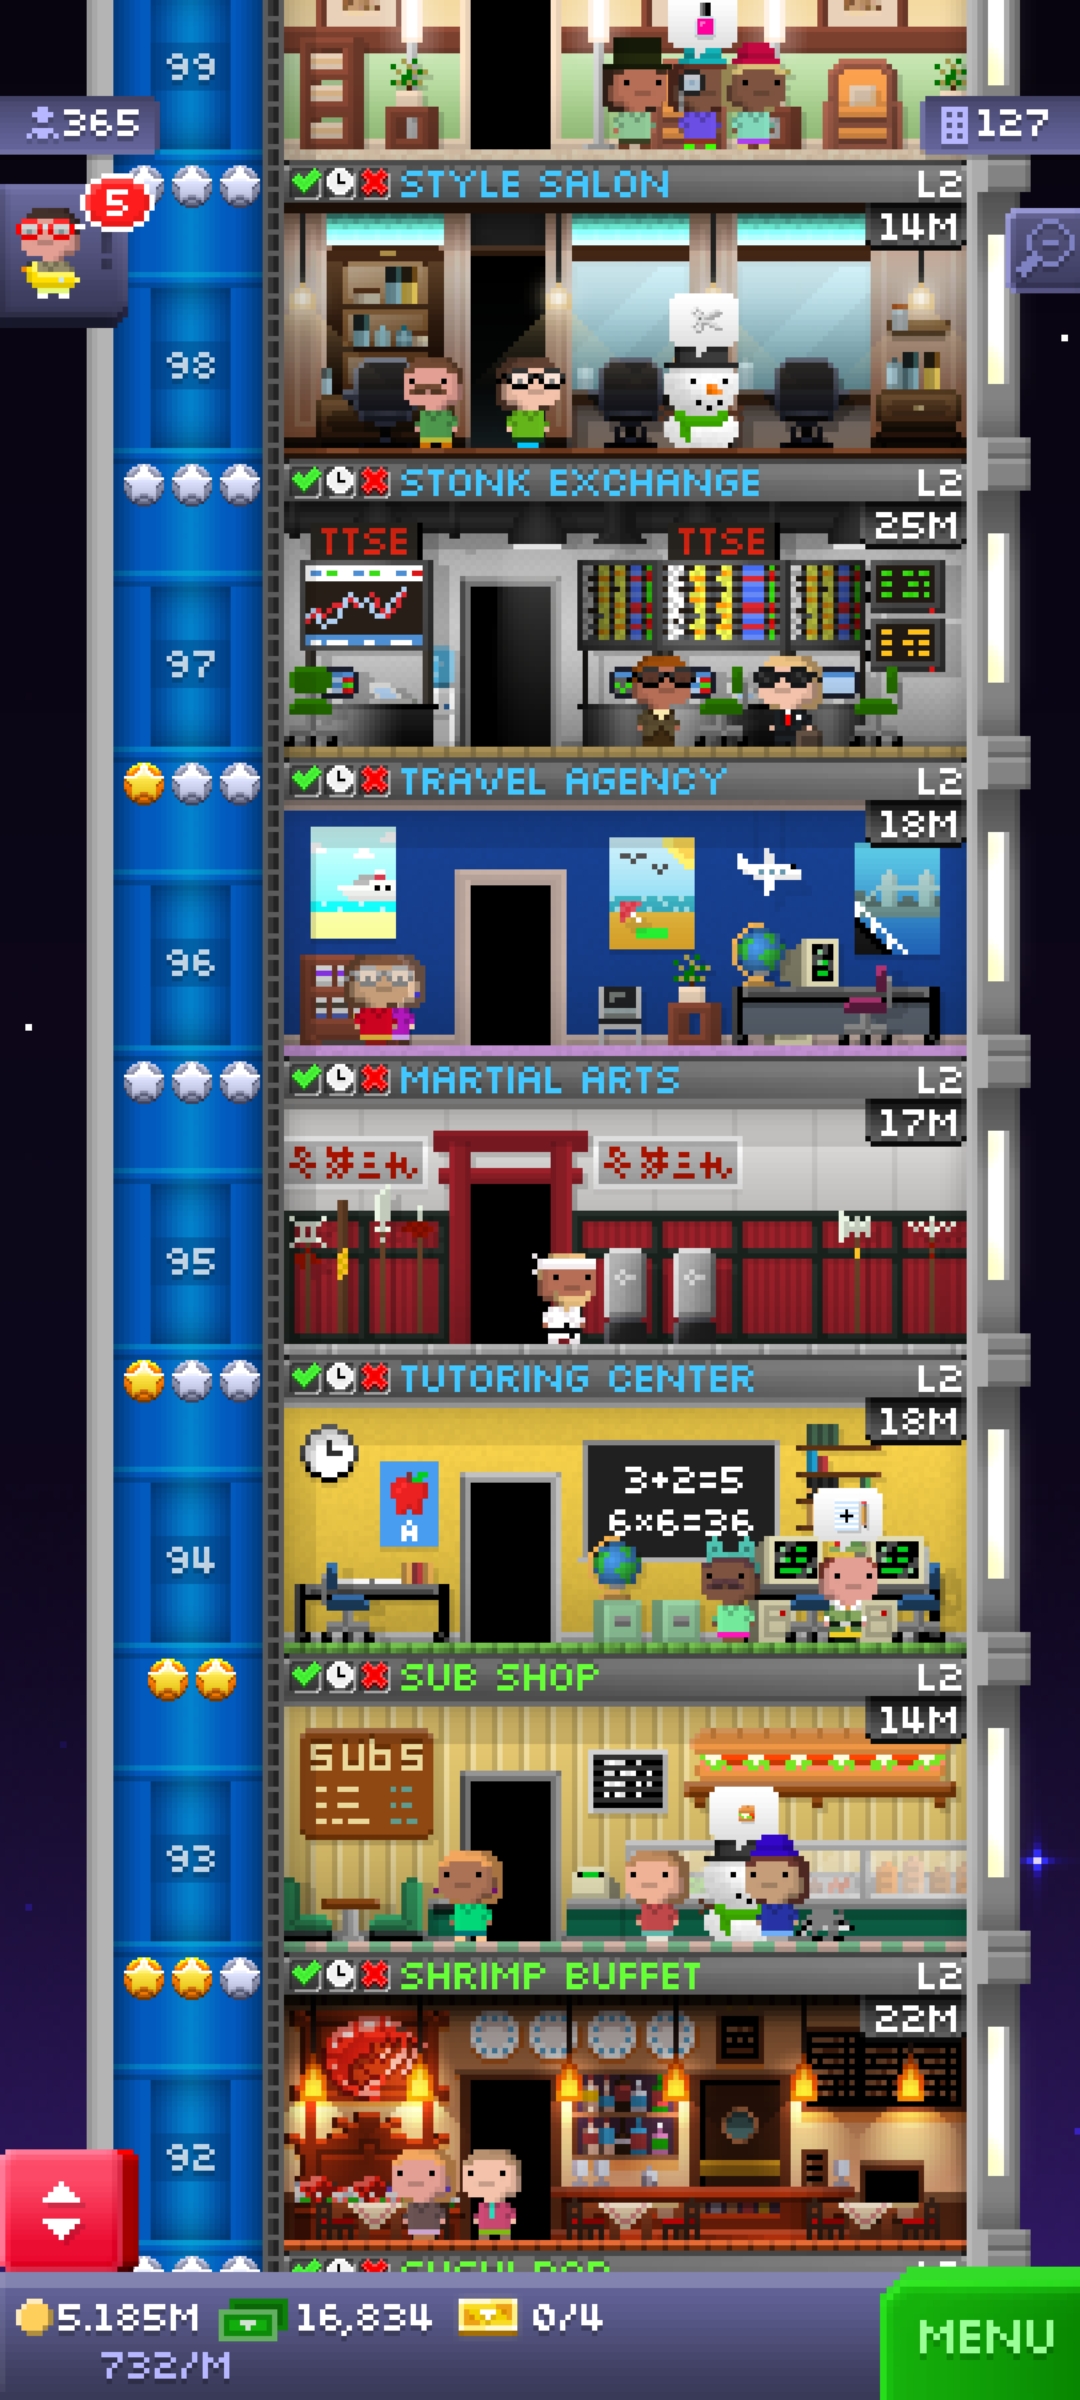 99
365
127
5
STYLE SALON L2
14M
98
STONK EXCHANGE L2
25M
TTSE TTSE
97
TRAVEL AGENCY L2
18M
96
MARTIAL ARTS L2
17M
95
TUTORING CENTER L2
18M
3+2=5
6×6=36
A
94
SUB SHOP L2
14M
SUBS
93
SHRIMP BUFFET L2
22M
92
5.185M 16,834 0/4
732/M
MENU